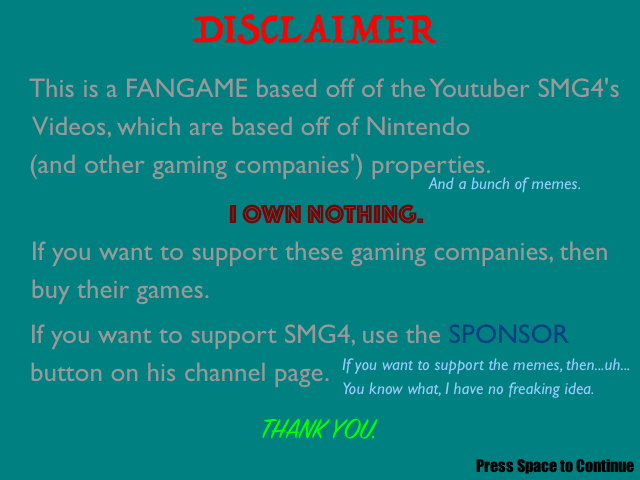 DISCLAIMER
This is a FANGAME based off of the Youtuber SMG4's
Videos, which are based off of Nintendo
(and other gaming companies') properties.
And a bunch of memes.
I OWN NOTHING.
If you want to support these gaming companies, then
buy their games.
If you want to support SMG4, use the SPONSOR
button on his channel page.
If you want to support the memes, then...uh...
You know what, I have no freaking idea.
THANK YOU.
Press Space to Continue